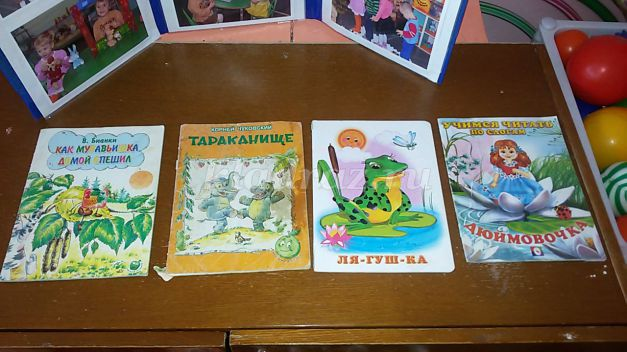 В. Бианки
КАК МУРАВЬИШКА
ДОМОЙ СПЕШИЛ
КОРНЕЙ ЧУКОВСКИЙ
ТАРАКАНИЩЕ
ЛЯ-ГУШ-КА
УЧИМСЯ ЧИТАТЬ
ПО СЛОГАМ
ДЮЙМОВОЧКА